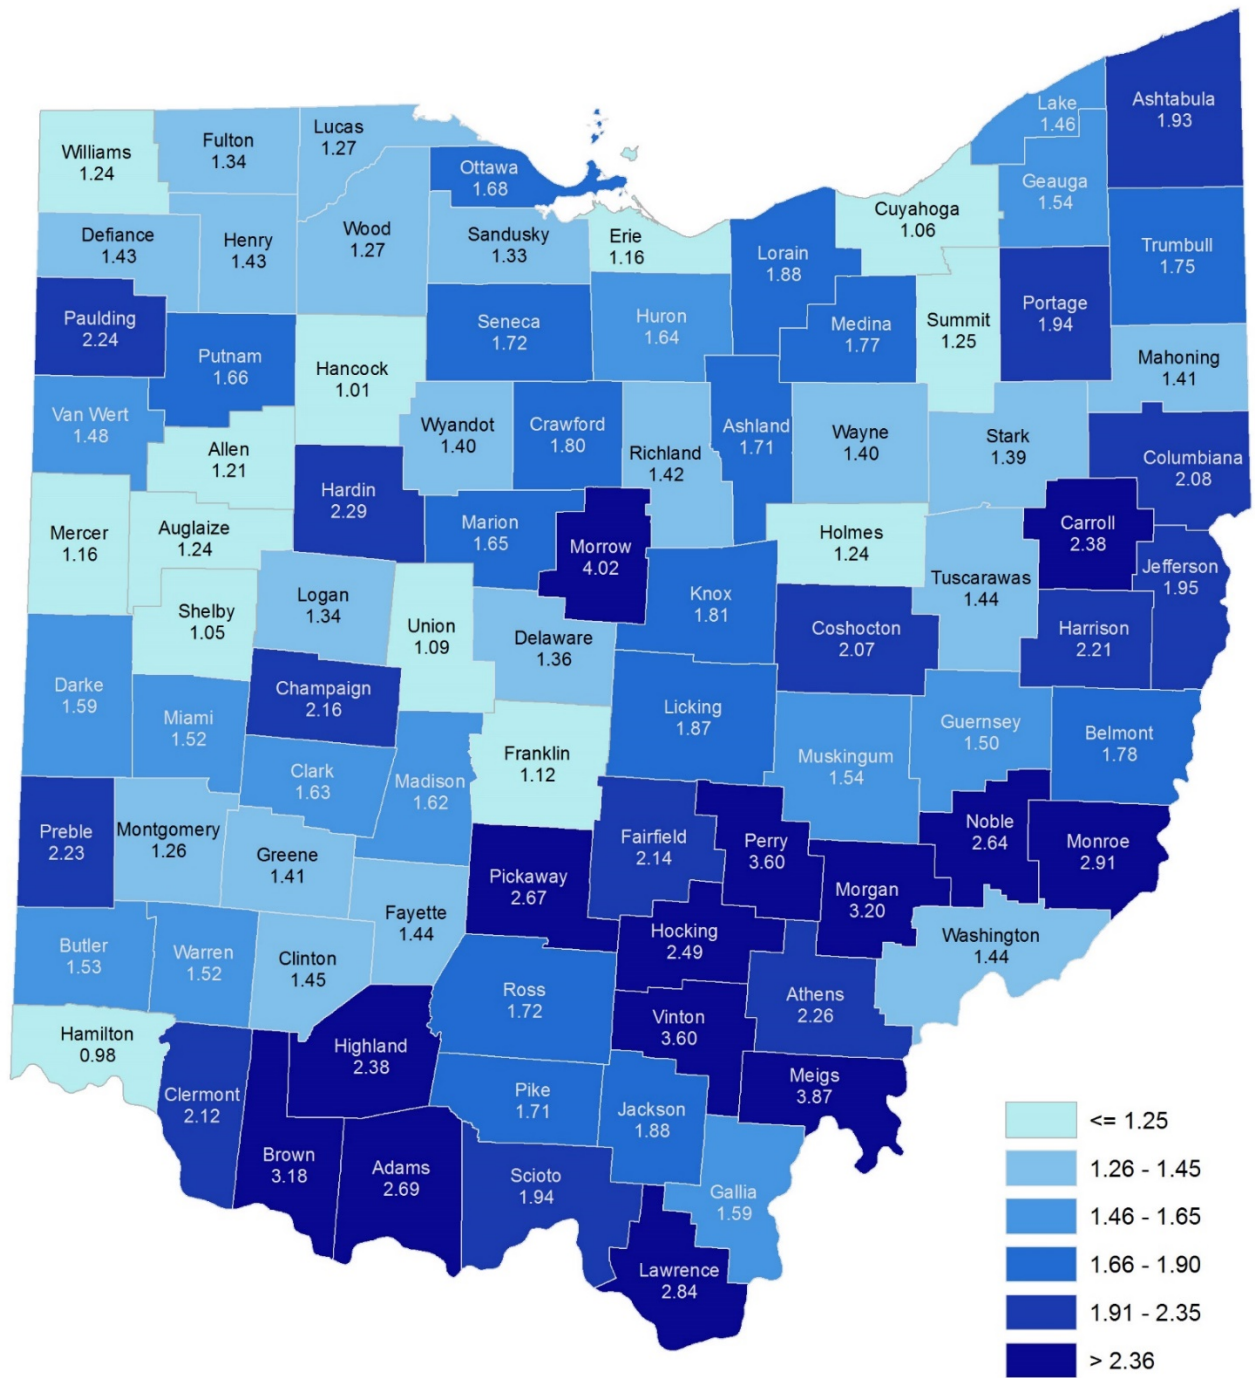 Lake
1.46
Ashtabula
1.93
Williams
1.24
Fulton
1.34
Lucas
1.27
Ottawa
1.68
Geauga
1.54
Cuyahoga
1.06
Defiance
1.43
Henry
1.43
Wood
1.27
Sandusky
1.33
Erie
1.16
Lorain
1.88
Trumbull
1.75
Paulding
2.24
Putnam
1.66
Hancock
1.01
Seneca
1.72
Huron
1.64
Medina
1.77
Summit
1.25
Portage
1.94
Mahoning
1.41
Van Wert
1.48
Allen
1.21
Wyandot
1.40
Crawford
1.80
Richland
1.42
Ashland
1.71
Wayne
1.40
Stark
1.39
Columbiana
2.08
Hardin
2.29
Mercer
1.16
Auglaize
1.24
Marion
1.65
Morrow
4.02
Holmes
1.24
Carroll
2.38
Jefferson
1.95
Shelby
1.05
Logan
1.34
Union
1.09
Delaware
1.36
Knox
1.81
Coshocton
2.07
Tuscarawas
1.44
Harrison
2.21
Darke
1.59
Miami
1.52
Champaign
2.16
Licking
1.87
Muskingum
1.54
Guernsey
1.50
Belmont
1.78
Clark
1.63
Madison
1.62
Franklin
1.12
Preble
2.23
Montgomery
1.26
Greene
1.41
Pickaway
2.67
Fairfield
2.14
Perry
3.60
Morgan
3.20
Noble
2.64
Monroe
2.91
Butler
1.53
Warren
1.52
Clinton
1.45
Fayette
1.44
Hocking
2.49
Washington
1.44
Ross
1.72
Vinton
3.60
Athens
2.26
Hamilton
0.98
Clermont
2.12
Highland
2.38
Pike
1.71
Jackson
1.88
Meigs
3.87
Brown
3.18
Adams
2.69
Scioto
1.94
Gallia
1.59
Lawrence
2.84
<= 1.25
1.26 - 1.45
1.46 - 1.65
1.66 - 1.90
1.91 - 2.35
> 2.36